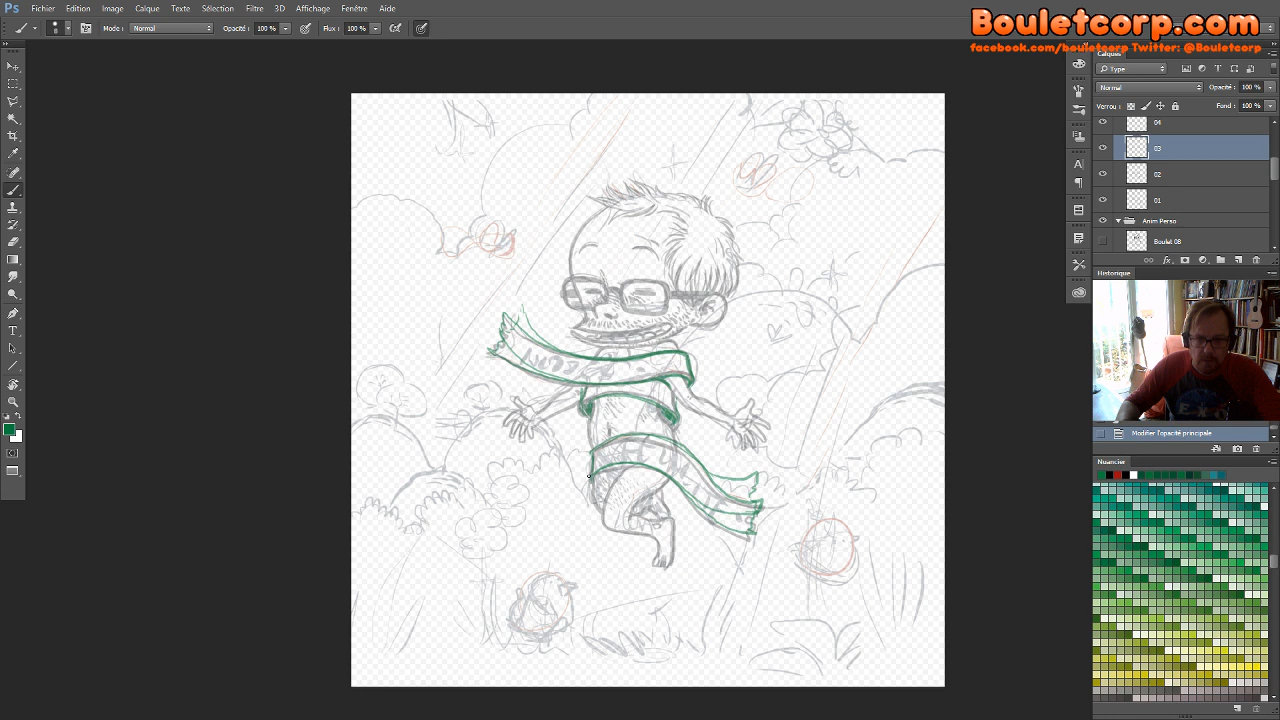 Ps Fichier Edition Image Calque Texte Sélection Filtre 3D Affichage Fenêtre Aide
Mode : Normal Opacité : 100 % Flux : 100 %
Bouletcorp.com
facebook.com/bouletcorp Twitter: @Bouletcorp
Calques
Type
Normal Opacité : 100 %
Verrou : Fond : 100 %
04
03
02
01
Anim Perso
Boulet 08
fx
Historique
Modifier l'opacité principale
Nuancier